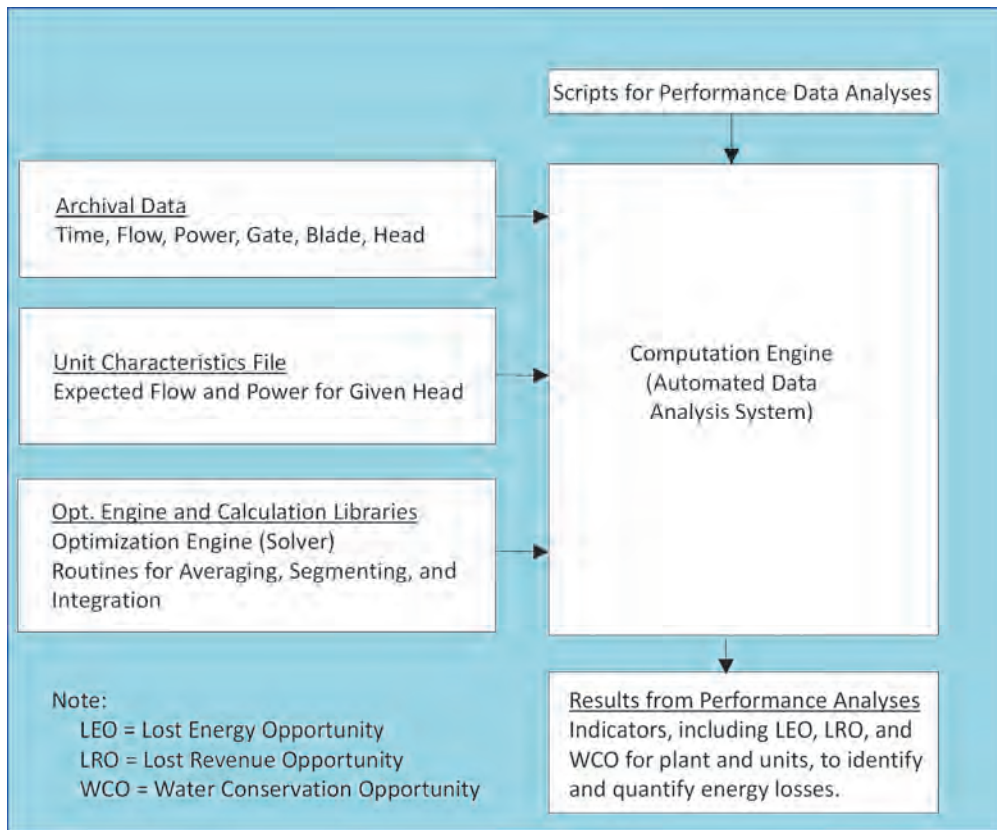 Scripts for Performance Data Analyses
Archival Data
Time, Flow, Power, Gate, Blade, Head
Unit Characteristics File
Expected Flow and Power for Given Head
Computation Engine
(Automated Data
Analysis System)
Opt. Engine and Calculation Libraries
Optimization Engine (Solver)
Routines for Averaging, Segmenting, and
Integration
Note:
LEO = Lost Energy Opportunity
LRO = Lost Revenue Opportunity
WCO = Water Conservation Opportunity
Results from Performance Analyses
Indicators, including LEO, LRO, and
WCO for plant and units, to identify
and quantify energy losses.